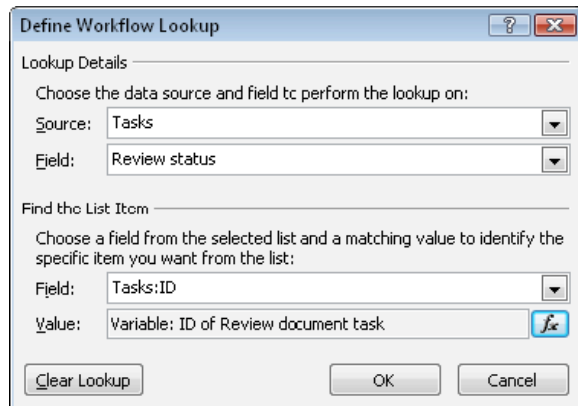 Define Workflow Lookup
Lookup Details
Choose the data source and field to perform the lookup on:
Source: Tasks
Field: Review status
Find the List Item
Choose a field from the selected list and a matching value to identify the
specific item you want from the list:
Field: Tasks:ID
Value: Variable: ID of Review document task fx
Clear Lookup OK Cancel